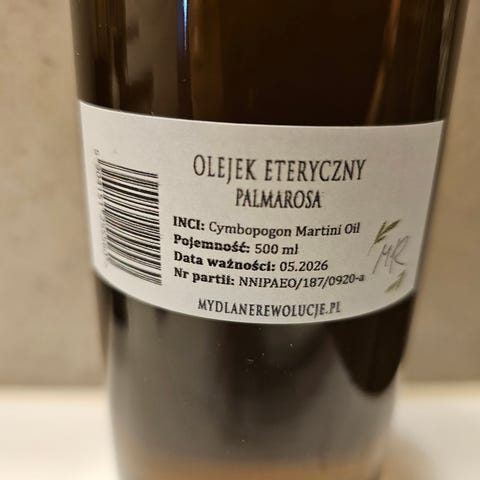 OLEJEK ETERYCZNY
PALMAROSA
INCI: Cymbopogon Martini Oil
Pojemność: 500 ml
Data ważności: 05.2026
Nr partii: NNIPAEO/187/0920-a
MR
MYDLANEREWOLUCJE.PL